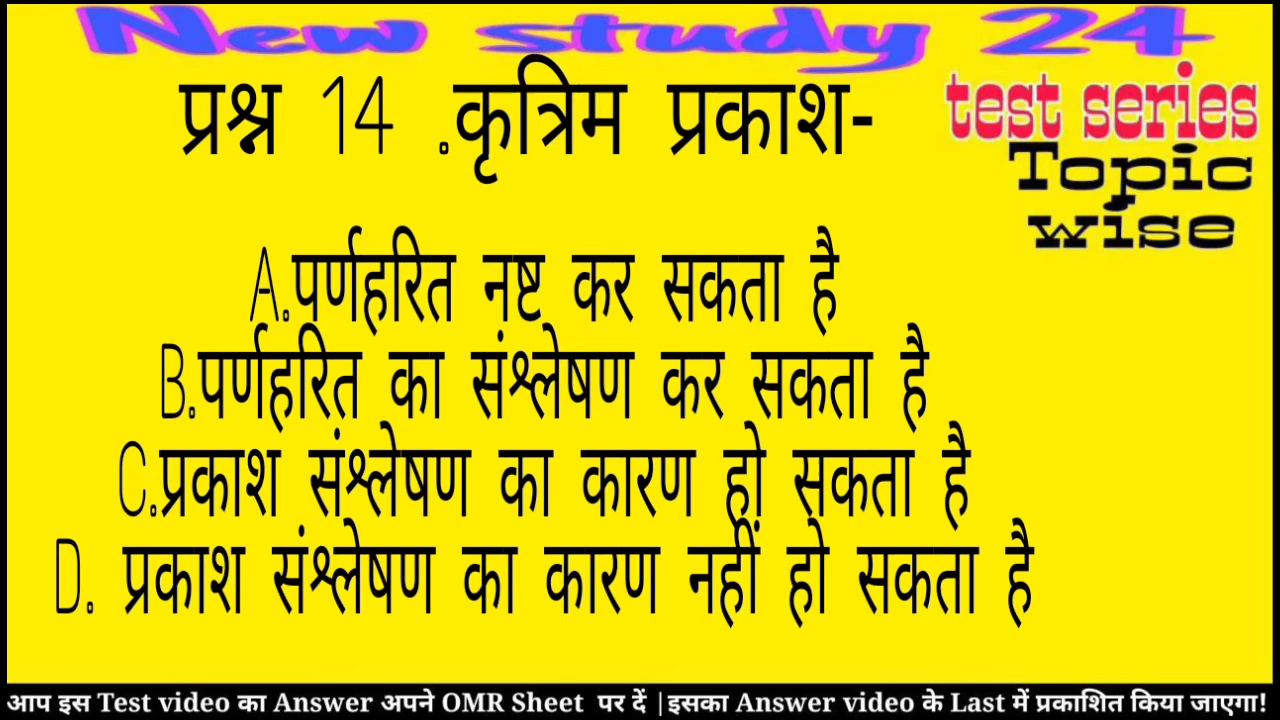 New study 24
प्रश्न 14 .कृत्रिम प्रकाश-
test series
Topic
wise
A.पर्णहरित नष्ट कर सकता है
B.पर्णहरित का संश्लेषण कर सकता है
C.प्रकाश संश्लेषण का कारण हो सकता है
D. प्रकाश संश्लेषण का कारण नहीं हो सकता है
आप इस Test video का Answer अपने OMR Sheet पर दें |इसका Answer video के Last में प्रकाशित किया जाएगा!